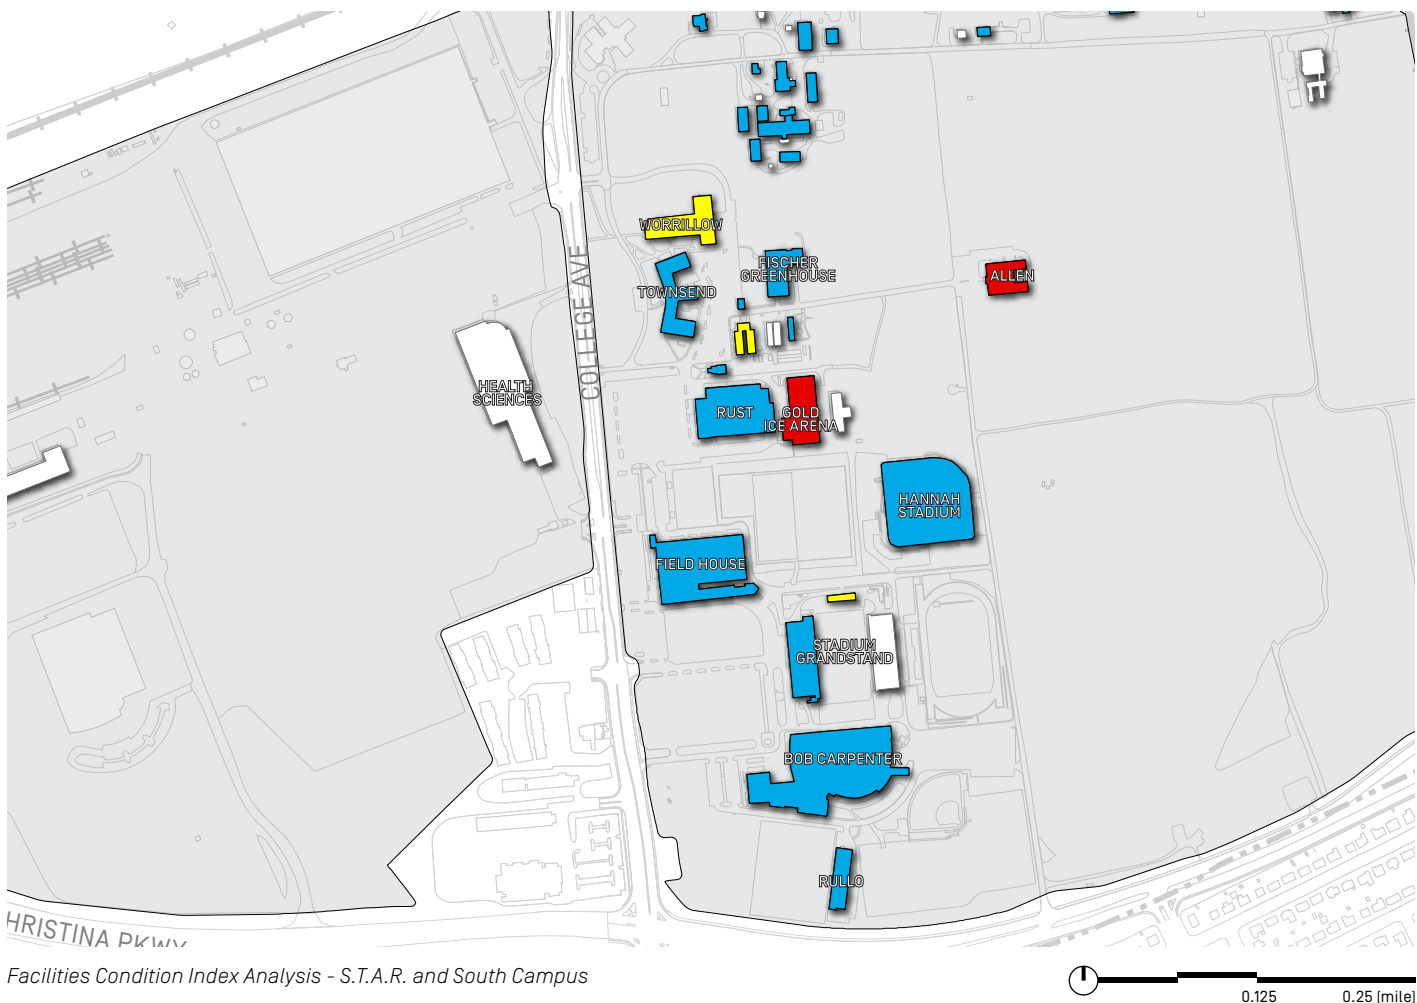 WORRILLOW
FISCHER
GREENHOUSE
ALLEN
TOWNSEND
COLLEGE AVE
HEALTH
SCIENCES
RUST
GOLD
ICE ARENA
HANNAH
STADIUM
FIELD HOUSE
STADIUM
GRANDSTAND
BOB CARPENTER
RULLO
HRISTINA PKWY
Facilities Condition Index Analysis - S.T.A.R. and South Campus
0.125
0.25 (mile)